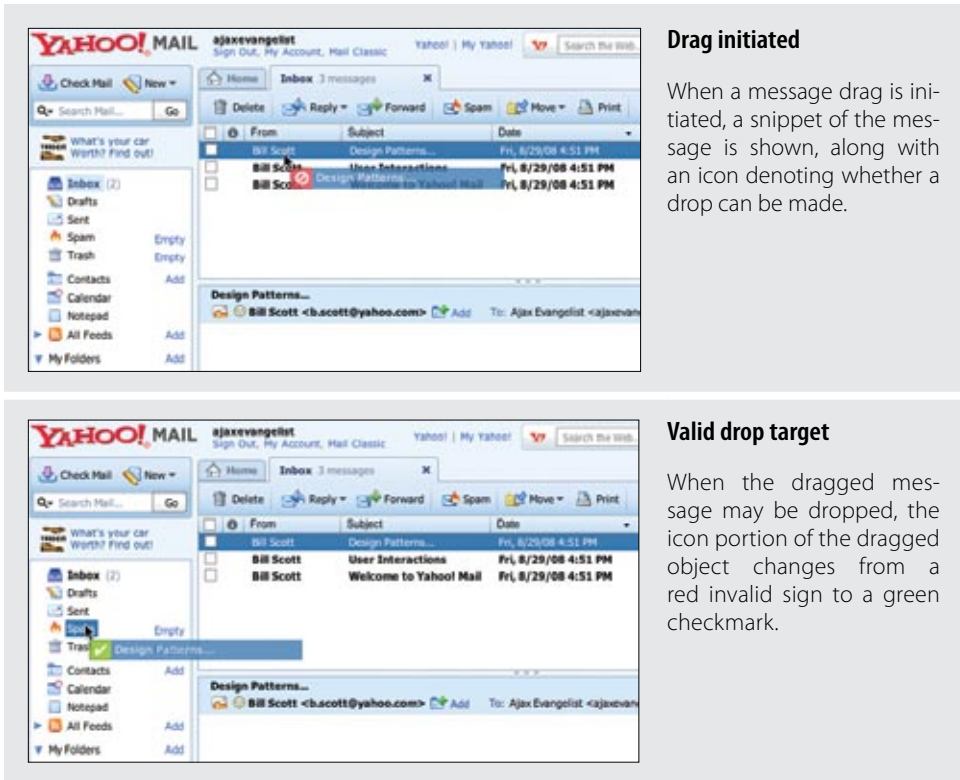 YAHOO! MAIL
ajaxevangelist
Sign Out, My Account, Mail Classic
Yahoo! | My Yahoo!
Search the Web
Check Mail New
Home Inbox 3 messages
Search Mail... Go
Delete Reply Forward Spam Move Print
From Subject Date
What's your car
Worth? Find out!
Bill Scott Design Patterns... Fri, 8/29/08 4:51 PM
Bill Scott User Interactions Fri, 8/29/08 4:51 PM
Bill Sco Welcome to Yahoo! Mail Fri, 8/29/08 4:51 PM
Design Patterns...
Inbox (2)
Drafts
Sent
Spam Empty
Trash Empty
Contacts Add
Calendar
Notepad
All Feeds Add
My Folders Add
Design Patterns...
Bill Scott <b.scott@yahoo.com> Add To: Ajax Evangelist <ajaxevan
Drag initiated
When a message drag is ini-
tiated, a snippet of the mes-
sage is shown, along with
an icon denoting whether a
drop can be made.
YAHOO! MAIL
ajaxevangelist
Sign Out, My Account, Mail Classic
Yahoo! | My Yahoo!
Search the Web
Check Mail New
Home Inbox 3 messages
Search Mail... Go
Delete Reply Forward Spam Move Print
From Subject Date
What's your car
Worth? Find out!
Bill Scott Design Patterns... Fri, 8/29/08 4:51 PM
Bill Scott User Interactions Fri, 8/29/08 4:51 PM
Bill Scott Welcome to Yahoo! Mail Fri, 8/29/08 4:51 PM
Inbox (2)
Drafts
Sent
Empty
Tras
Design Patterns...
Contacts Add
Calendar
Notepad
All Feeds Add
My Folders Add
Design Patterns...
Bill Scott <b.scott@yahoo.com> Add To: Ajax Evangelist <ajaxevan
Valid drop target
When the dragged mes-
sage may be dropped, the
icon portion of the dragged
object changes from a
red invalid sign to a green
checkmark.